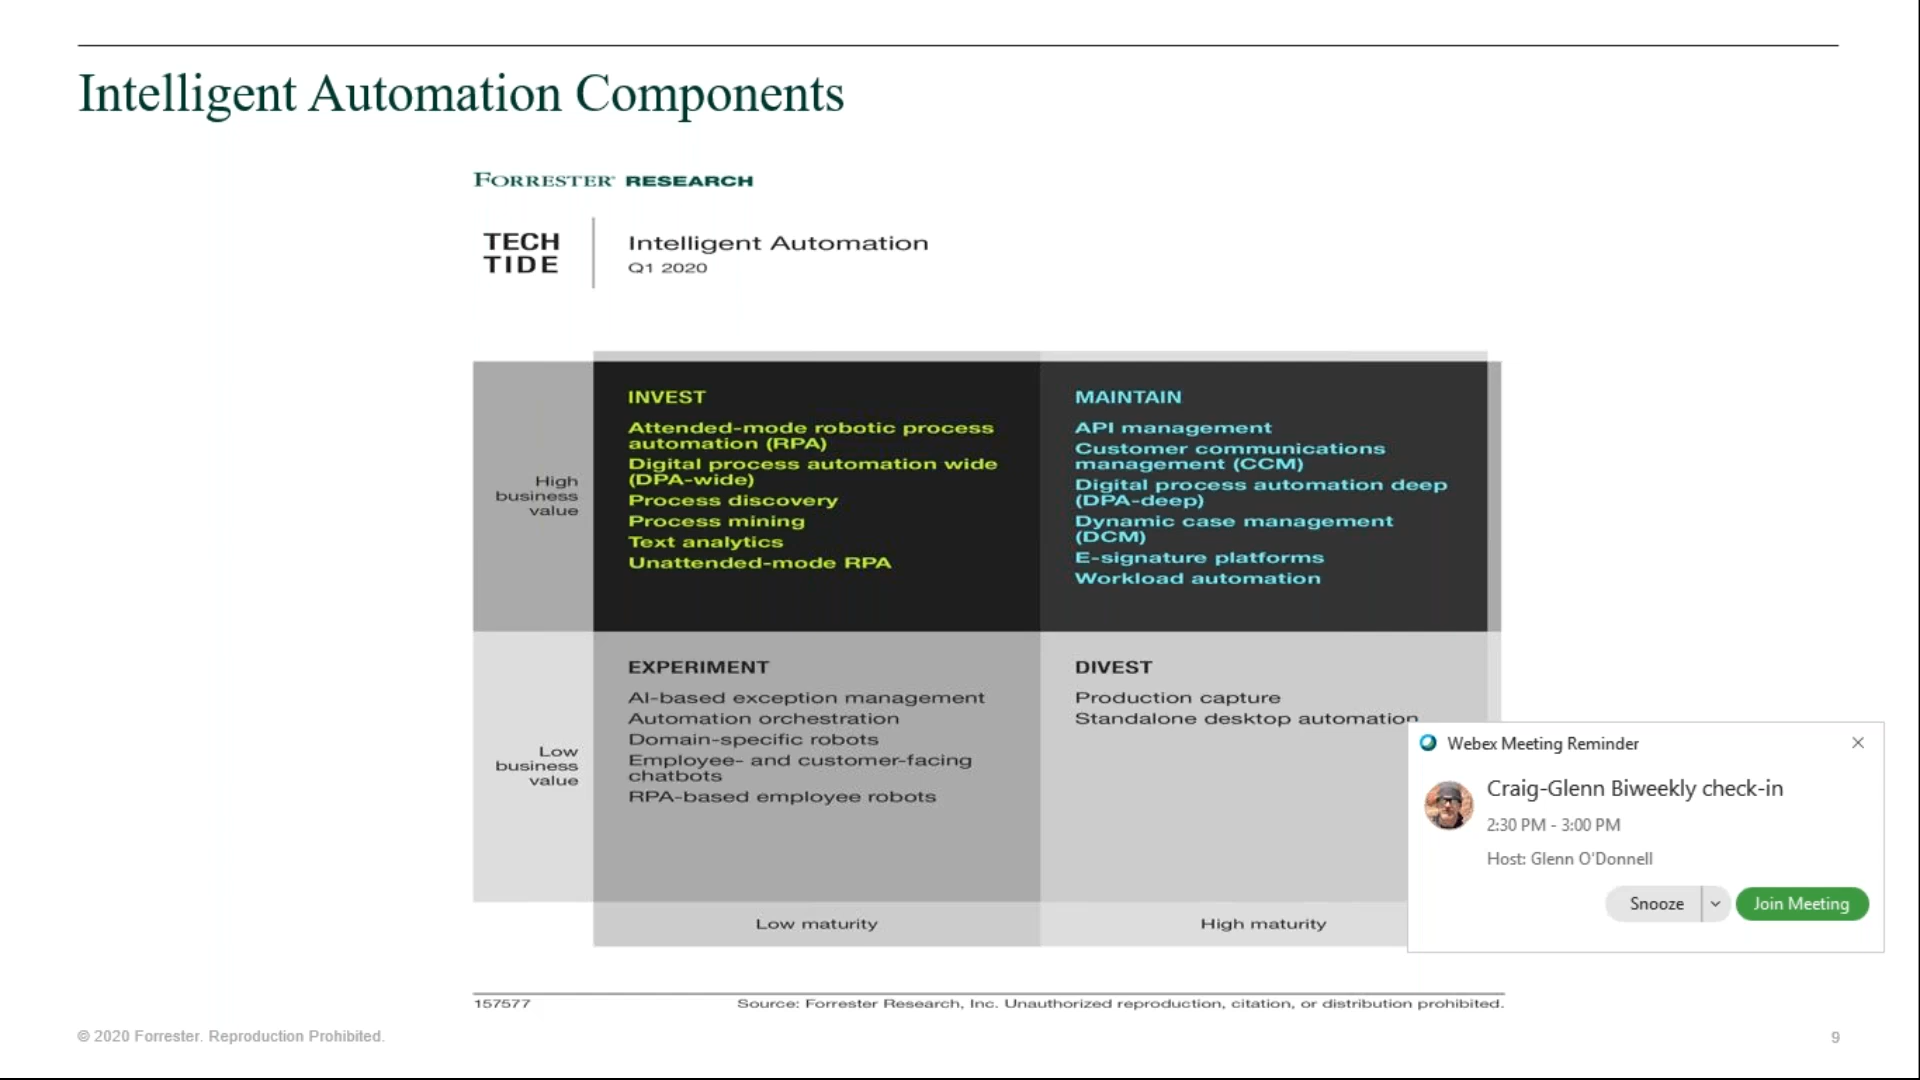 Intelligent Automation Components
FORRESTER® RESEARCH
TECH
TIDE
Intelligent Automation
Q1 2020
High
business
value
INVEST
Attended-mode robotic process
automation (RPA)
Digital process automation wide
(DPA-wide)
Process discovery
Process mining
Text analytics
Unattended-mode RPA
MAINTAIN
API management
Customer communications
management (CCM)
Digital process automation deep
(DPA-deep)
Dynamic case management
(DCM)
E-signature platforms
Workload automation
Low
business
value
EXPERIMENT
AI-based exception management
Automation orchestration
Domain-specific robots
Employee- and customer-facing
chatbots
RPA-based employee robots
DIVEST
Production capture
Standalone desktop automation
Low maturity
High maturity
Webex Meeting Reminder
Craig-Glenn Biweekly check-in
2:30 PM - 3:00 PM
Host: Glenn O'Donnell
Snooze
Join Meeting
157577
Source: Forrester Research, Inc. Unauthorized reproduction, citation, or distribution prohibited.
© 2020 Forrester. Reproduction Prohibited.
9